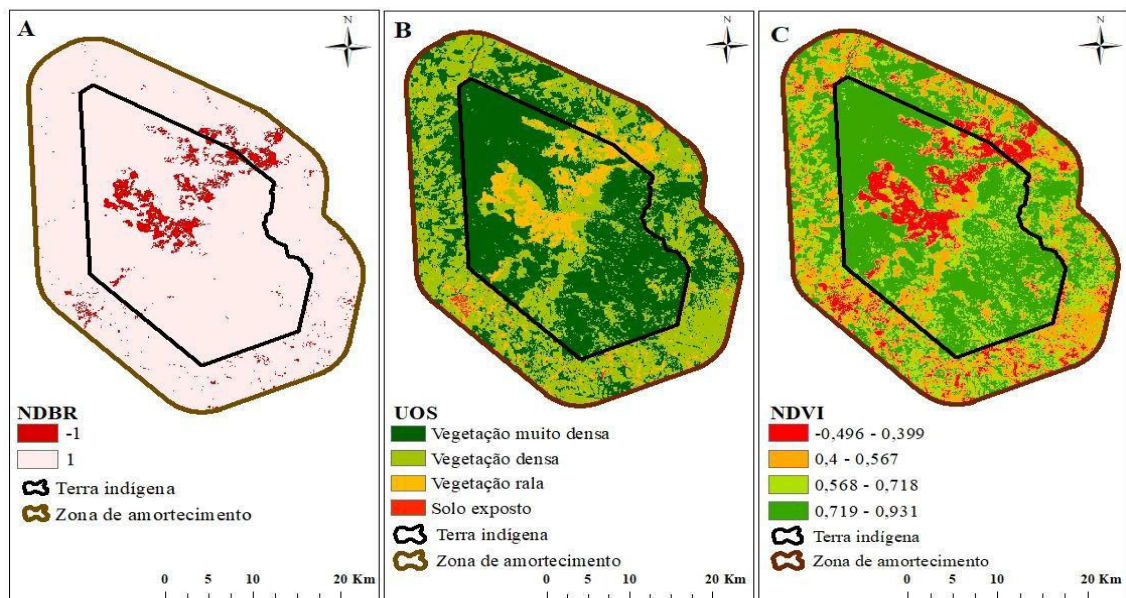 A
N
NDBR
-1
1
Terra indígena
Zona de amortecimento
0 5 10 20 Km
B
N
UOS
Vegetação muito densa
Vegetação densa
Vegetação rala
Solo exposto
Terra indígena
Zona de amortecimento
0 5 10 20 Km
C
N
NDVI
-0,496 - 0,399
0,4 - 0,567
0,568 - 0,718
0,719 - 0,931
Terra indígena
Zona de amortecimento
0 5 10 20 Km